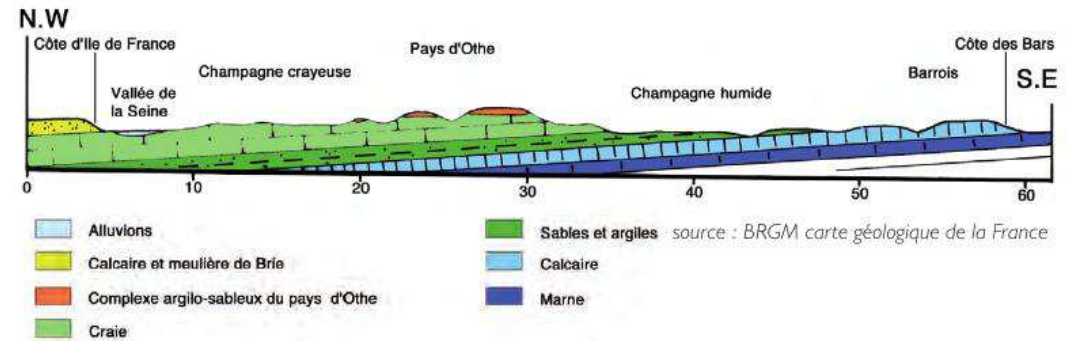 N.W
Côte d'Ile de France
Pays d'Othe
Côte des Bars
Champagne crayeuse
Barrois
S.E
Vallée de
la Seine
Champagne humide
0 10 20 30 40 50 60
Alluvions
Sables et argiles
source : BRGM carte géologique de la France
Calcaire et meulière de Brie
Calcaire
Complexe argilo-sableux du pays d'Othe
Marne
Craie